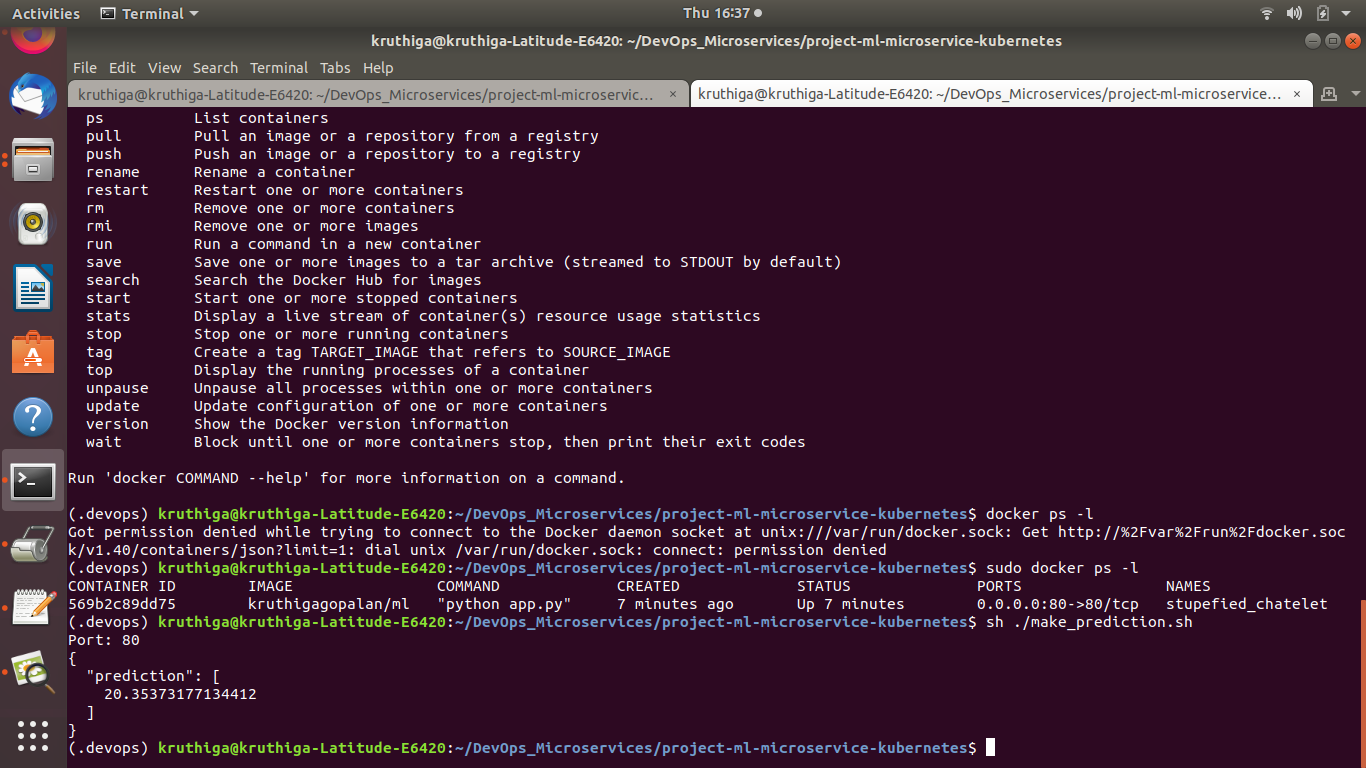 Activities Terminal Thu 16:37
kruthiga@kruthiga-Latitude-E6420: ~/DevOps_Microservices/project-ml-microservice-kubernetes
File Edit View Search Terminal Tabs Help
kruthiga@kruthiga-Latitude-E6420: ~/DevOps_Microservices/project-ml-microservic... × kruthiga@kruthiga-Latitude-E6420: ~/DevOps_Microservices/project-ml-microservice... ×
  ps          List containers
  pull        Pull an image or a repository from a registry
  push        Push an image or a repository to a registry
  rename      Rename a container
  restart     Restart one or more containers
  rm          Remove one or more containers
  rmi         Remove one or more images
  run         Run a command in a new container
  save        Save one or more images to a tar archive (streamed to STDOUT by default)
  search      Search the Docker Hub for images
  start       Start one or more stopped containers
  stats       Display a live stream of container(s) resource usage statistics
  stop        Stop one or more running containers
  tag         Create a tag TARGET_IMAGE that refers to SOURCE_IMAGE
  top         Display the running processes of a container
  unpause     Unpause all processes within one or more containers
  update      Update configuration of one or more containers
  version     Show the Docker version information
  wait        Block until one or more containers stop, then print their exit codes
Run 'docker COMMAND --help' for more information on a command.
(.devops) kruthiga@kruthiga-Latitude-E6420:~/DevOps_Microservices/project-ml-microservice-kubernetes$ docker ps -l
Got permission denied while trying to connect to the Docker daemon socket at unix:///var/run/docker.sock: Get http://%2Fvar%2Frun%2Fdocker.soc
k/v1.40/containers/json?limit=1: dial unix /var/run/docker.sock: connect: permission denied
(.devops) kruthiga@kruthiga-Latitude-E6420:~/DevOps_Microservices/project-ml-microservice-kubernetes$ sudo docker ps -l
CONTAINER ID        IMAGE                COMMAND             CREATED             STATUS              PORTS                NAMES
569b2c89dd75        kruthigagopalan/ml   "python app.py"     7 minutes ago       Up 7 minutes        0.0.0.0:80->80/tcp   stupefied_chatelet
(.devops) kruthiga@kruthiga-Latitude-E6420:~/DevOps_Microservices/project-ml-microservice-kubernetes$ sh ./make_prediction.sh
Port: 80
{
  "prediction": [
    20.35373177134412
  ]
}
(.devops) kruthiga@kruthiga-Latitude-E6420:~/DevOps_Microservices/project-ml-microservice-kubernetes$